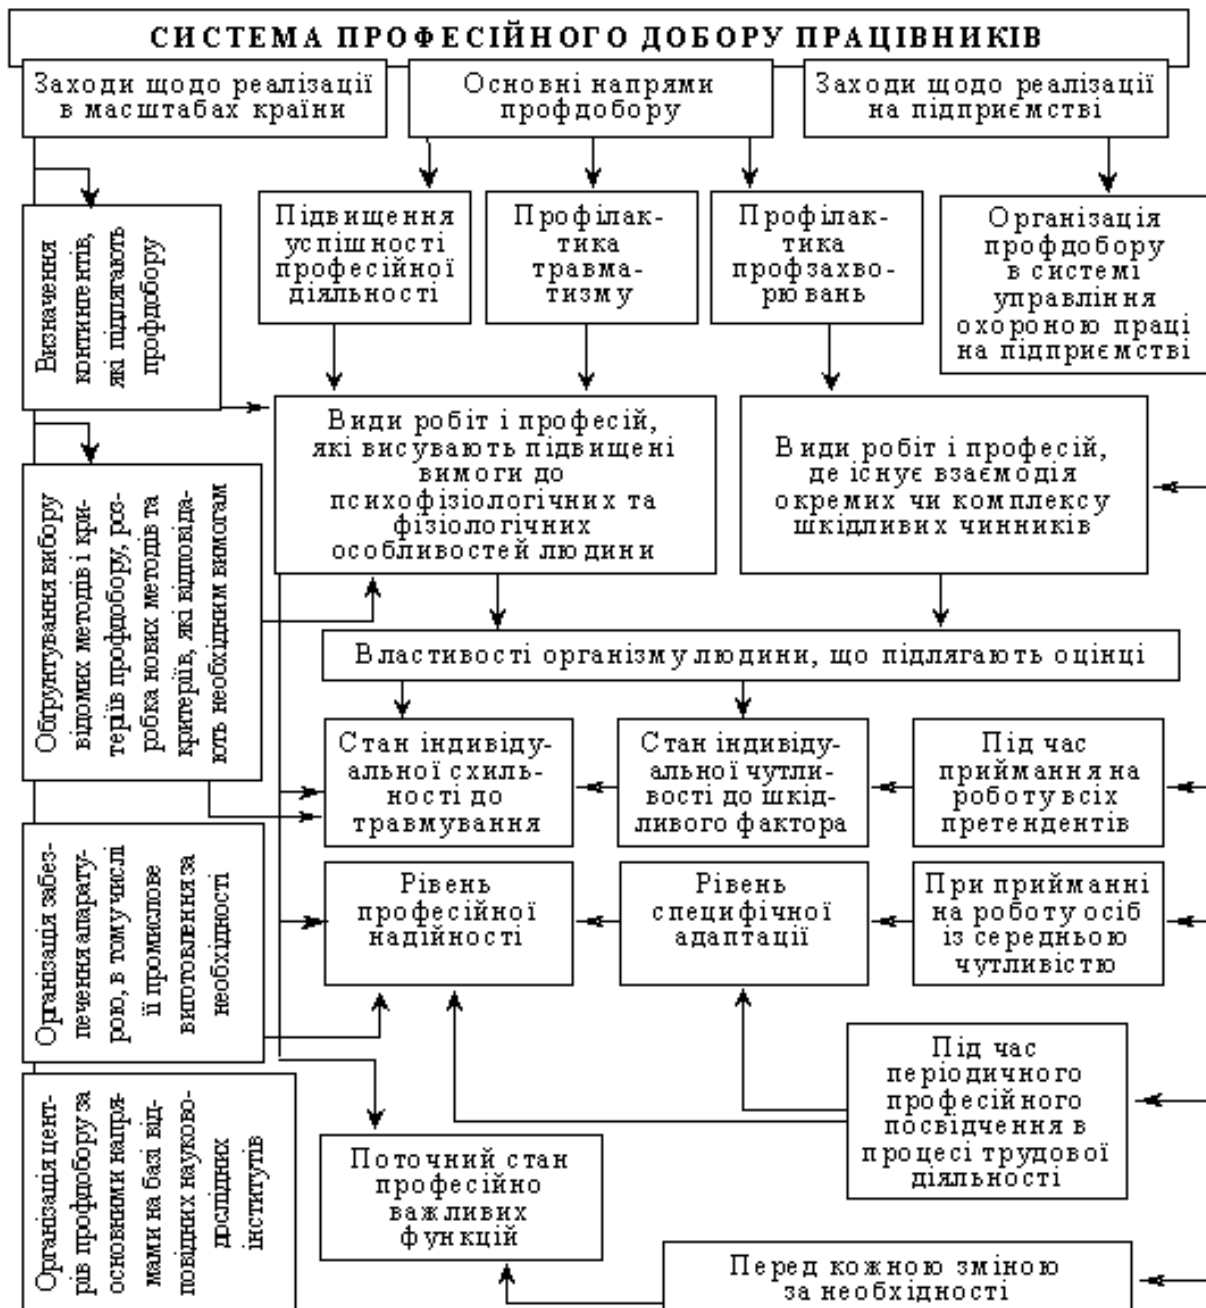 СИСТЕМА ПРОФЕСІЙНОГО ДОБОРУ ПРАЦІВНИКІВ
Заходи щодо реалізації
в масштабах країни
Основні напрями
профдобору
Заходи щодо реалізації
на підприємстві
Визначення
контингентів,
які підлягають
профдобору
Підвищення
успішності
професійної
діяльності
Профілак-
тика
травма-
тизму
Профілак-
тика
профзахво-
рювань
Організація
профдобору
в системі
управління
охороною праці
на підприємстві
Види робіт і професій,
які висувають підвищені
вимоги до
психофізіологічних та
фізіологічних
особливостей людини
Види робіт і професій,
де існує взаємодія
окремих чи комплексу
шкідливих чинників
Обґрунтування вибору
відомих методів і кри-
теріїв профдобору, роз-
робка нових методів та
критеріїв, які відповіда-
ють необхідним вимогам
Властивості організму людини, що підлягають оцінці
Стан індивіду-
альної схиль-
ності до
травмування
Стан індивіду-
альної чутли-
вості до шкід-
ливого фактора
Під час
приймання на
роботу всіх
претендентів
Організація забез-
печення апарату-
рою, в тому числі
її промислове
виготовлення за
необхідності
Рівень
професійної
надійності
Рівень
специфічної
адаптації
При прийманні
на роботу осіб
із середньою
чутливістю
Під час
періодичного
професійного
посвідчення в
процесі трудової
діяльності
Організація цент-
рів профдобору за
основними напря-
мами на базі від-
повідних науково-
дослідних
інститутів
Поточний стан
професійно
важливих
функцій
Перед кожною зміною
за необхідності